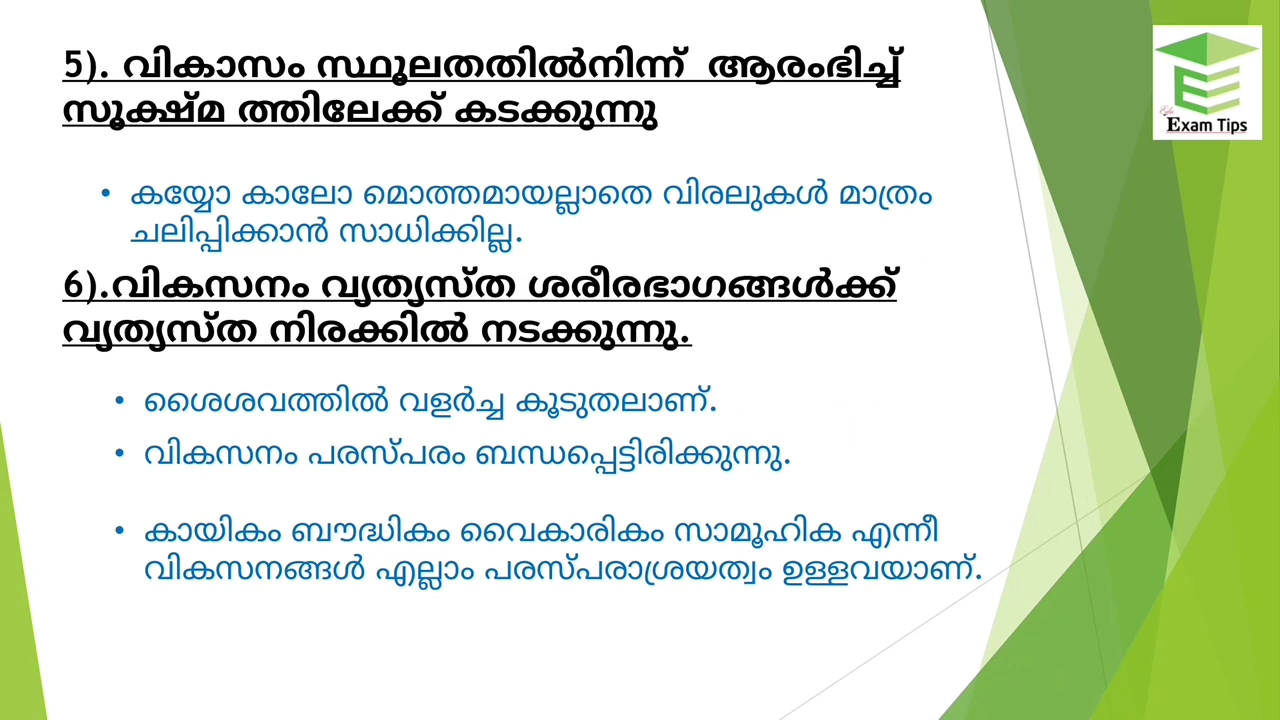 5). വികാസം സ്ഥൂലതതിൽനിന്ന് ആരംഭിച്ച്
സൂക്ഷ്മ ത്തിലേക്ക് കടക്കുന്നു
• കയ്യോ കാലോ മൊത്തമായല്ലാതെ വിരലുകൾ മാത്രം
ചലിപ്പിക്കാൻ സാധിക്കില്ല.
6).വികസനം വ്യത്യസ്ത ശരീരഭാഗങ്ങൾക്ക്
വ്യത്യസ്ത നിരക്കിൽ നടക്കുന്നു.
• ശൈശവത്തിൽ വളർച്ച കൂടുതലാണ്.
• വികസനം പരസ്പരം ബന്ധപ്പെട്ടിരിക്കുന്നു.
• കായികം ബൗദ്ധികം വൈകാരികം സാമൂഹിക എന്നീ
വികസനങ്ങൾ എല്ലാം പരസ്പരാശ്രയത്വം ഉള്ളവയാണ്.
Exam Tips